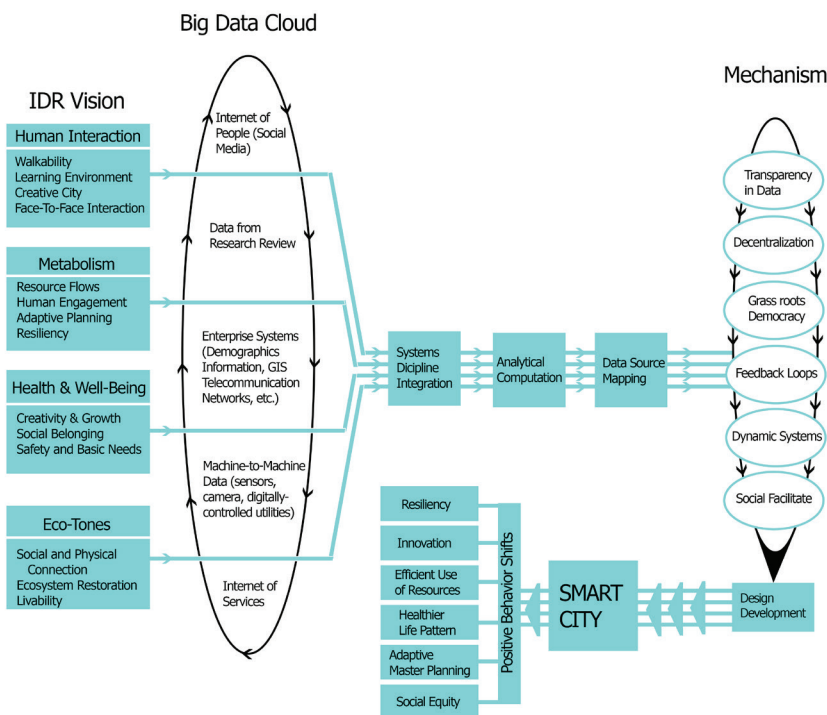 Big Data Cloud
Mechanism
IDR Vision
Human Interaction
Walkability
Learning Environment
Creative City
Face-To-Face Interaction
Metabolism
Resource Flows
Human Engagement
Adaptive Planning
Resiliency
Health & Well-Being
Creativity & Growth
Social Belonging
Safety and Basic Needs
Eco-Tones
Social and Physical
Connection
Ecosystem Restoration
Livability
Internet of
People (Social
Media)
Data from
Research Review
Enterprise Systems
(Demographics
Information, GIS
Telecommunication
Networks, etc.)
Machine-to-Machine
Data (sensors,
camera, digitally-
controlled utilities)
Internet of
Services
Systems
Dicipline
Integration
Analytical
Computation
Data Source
Mapping
Transparency
in Data
Decentralization
Grass roots
Democracy
Feedback Loops
Dynamic Systems
Social Facilitate
Design
Development
SMART
CITY
Positive Behavior Shifts
Resiliency
Innovation
Efficient Use
of Resources
Healthier
Life Pattern
Adaptive
Master Planning
Social Equity